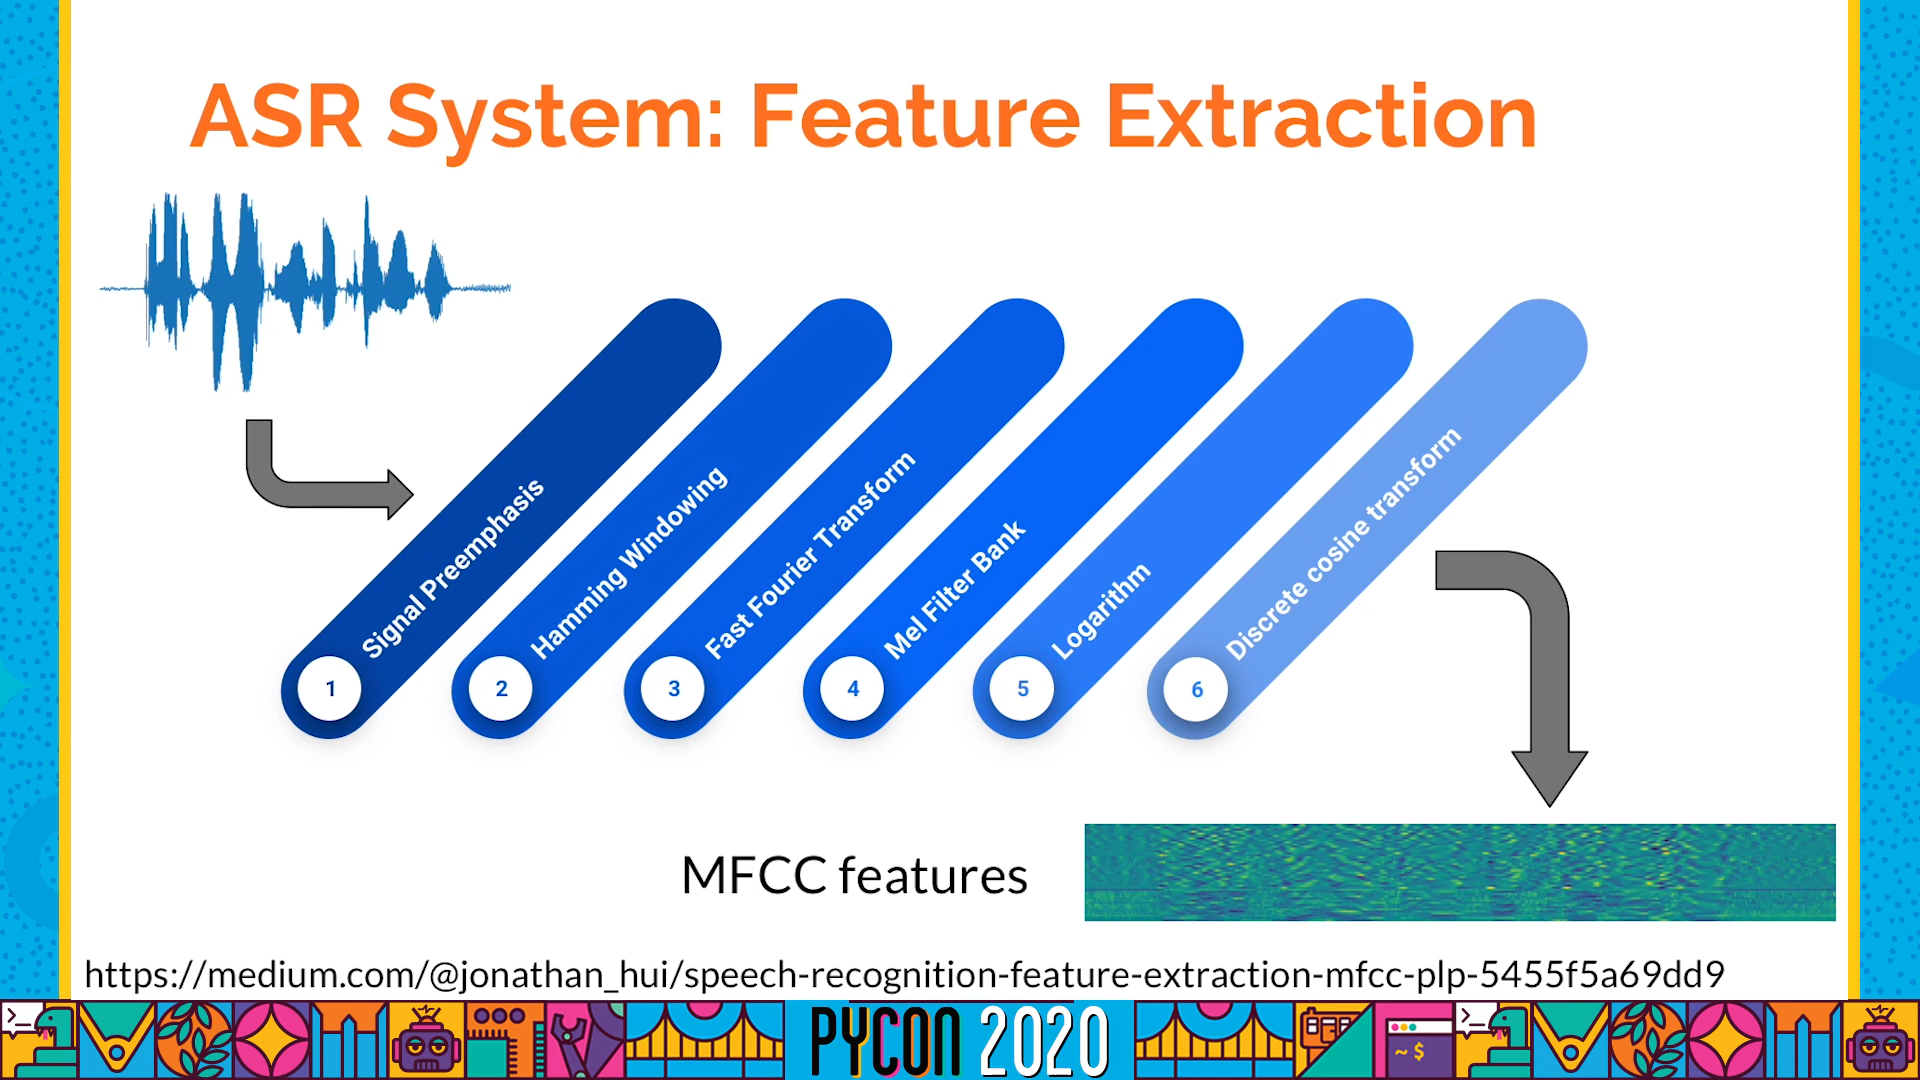 ASR System: Feature Extraction
Signal Preemphasis
Hamming Windowing
Fast Fourier Transform
Mel Filter Bank
Logarithm
Discrete cosine transform
1
2
3
4
5
6
MFCC features
https://medium.com/@jonathan_hui/speech-recognition-feature-extraction-mfcc-plp-5455f5a69dd9
PYCON 2020
~ $